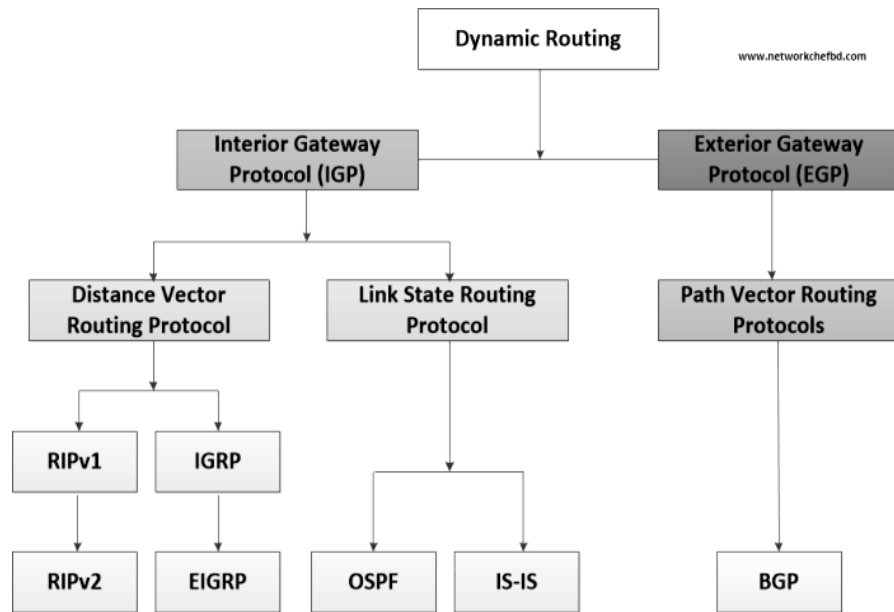 Dynamic Routing
www.networkchefbd.com
Interior Gateway
Protocol (IGP)
Exterior Gateway
Protocol (EGP)
Distance Vector
Routing Protocol
Link State Routing
Protocol
Path Vector Routing
Protocols
RIPv1
IGRP
RIPv2
EIGRP
OSPF
IS-IS
BGP